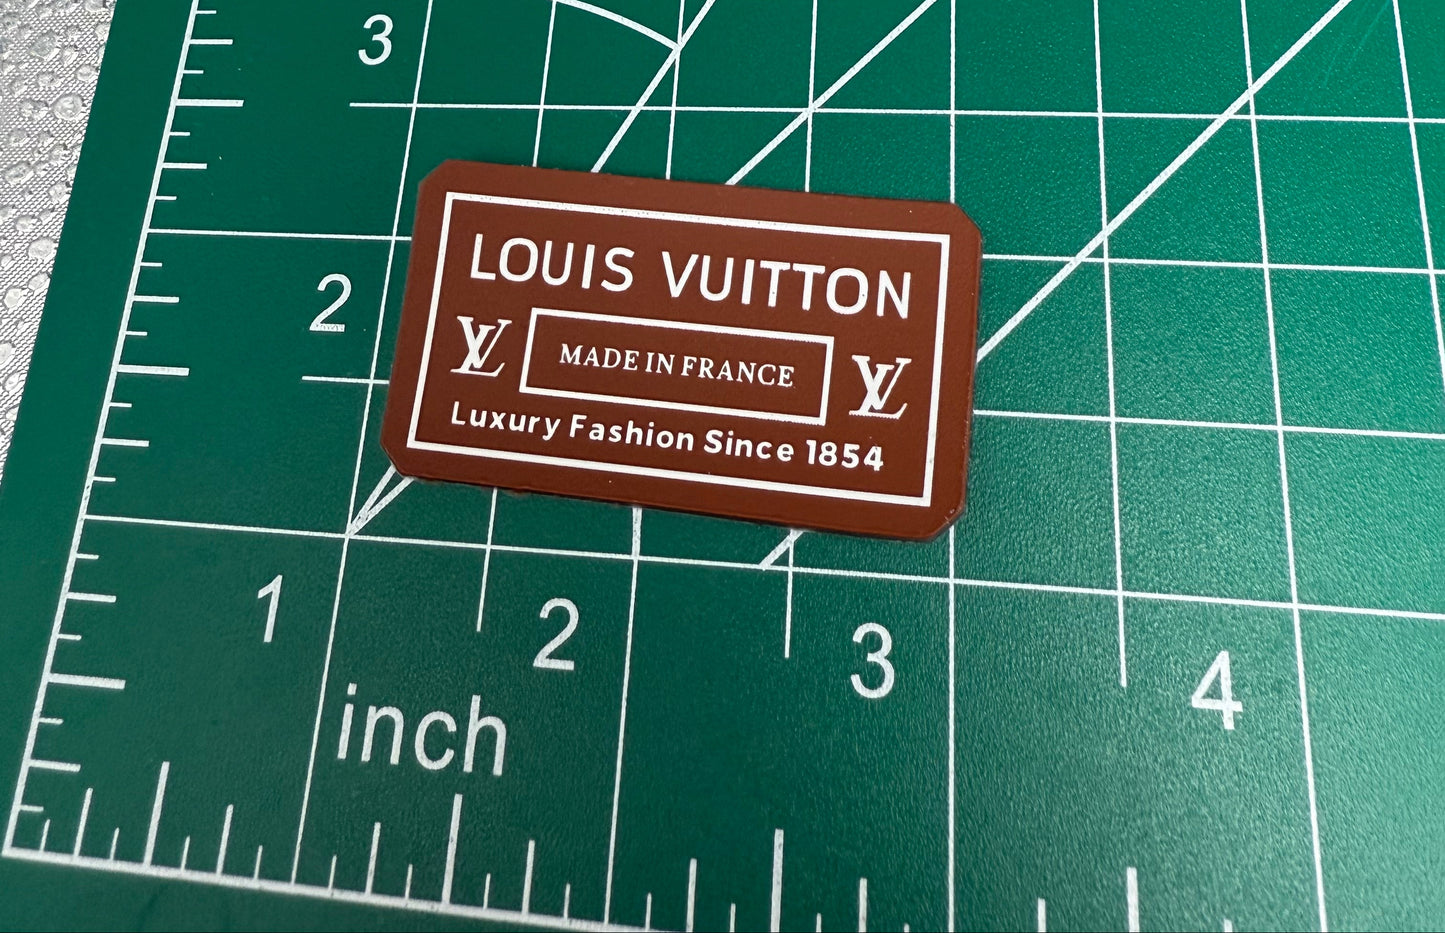 3
2
LOUIS VUITTON
LV MADE IN FRANCE LV
Luxury Fashion Since 1854
1 2 3 4
inch